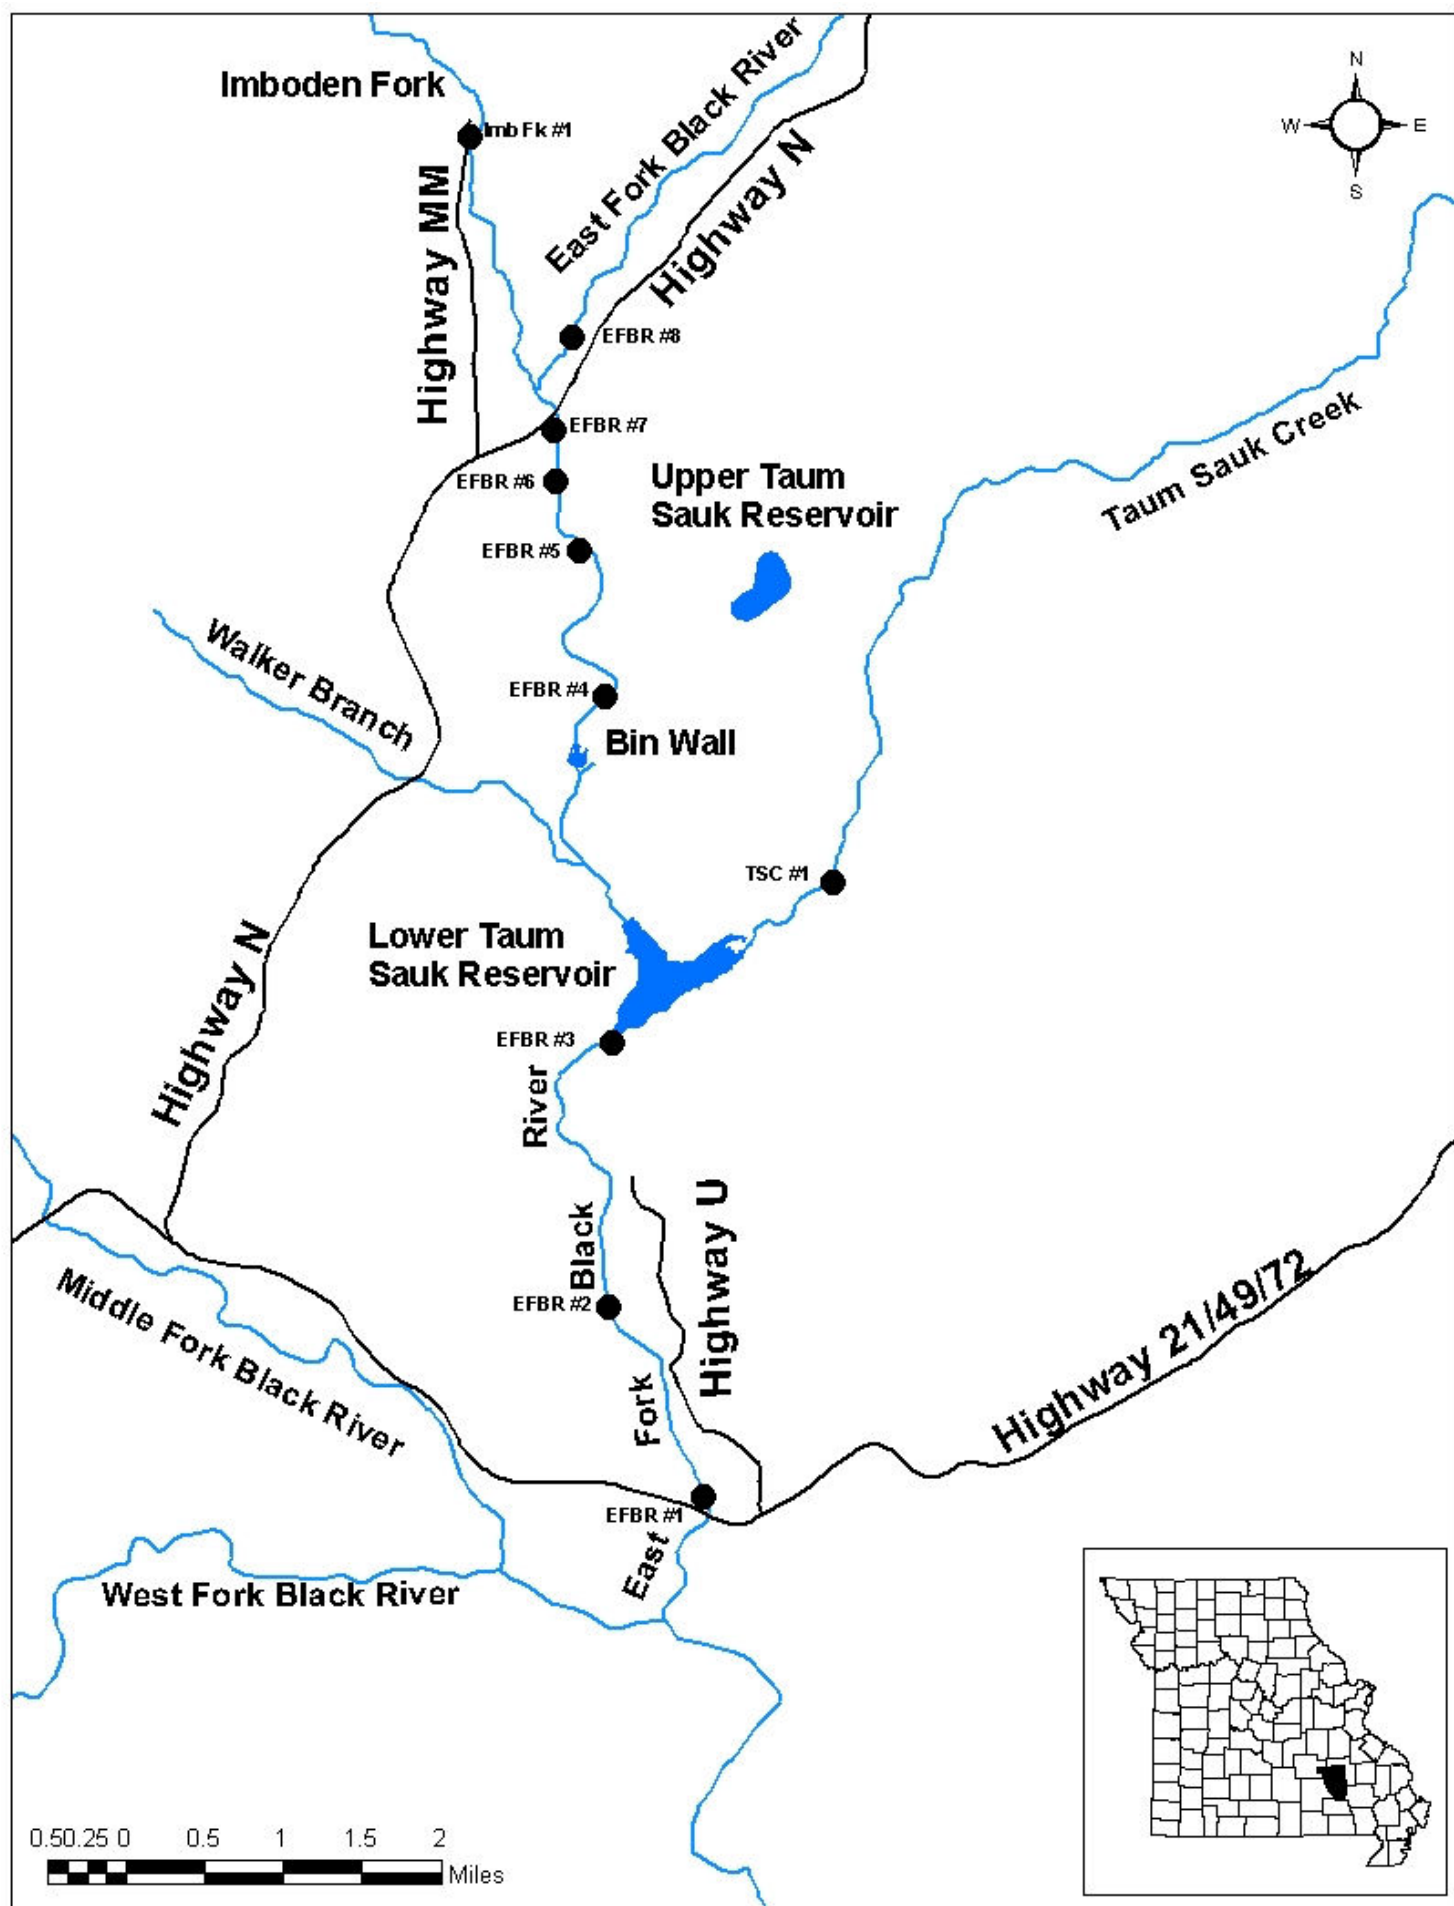 N
W
E
S
Imboden Fork
Imb Fk #1
East Fork Black River
Highway N
Highway MM
EFBR #8
EFBR #7
EFBR #6
Upper Taum
Sauk Reservoir
Taum Sauk Creek
EFBR #5
Walker Branch
EFBR #4
Bin Wall
TSC #1
Lower Taum
Sauk Reservoir
Highway N
EFBR #3
River
Black
Highway U
EFBR #2
Middle Fork Black River
Highway 21/49/72
Fork
EFBR #1
East
West Fork Black River
0.5 0.25 0 0.5 1 1.5 2
Miles